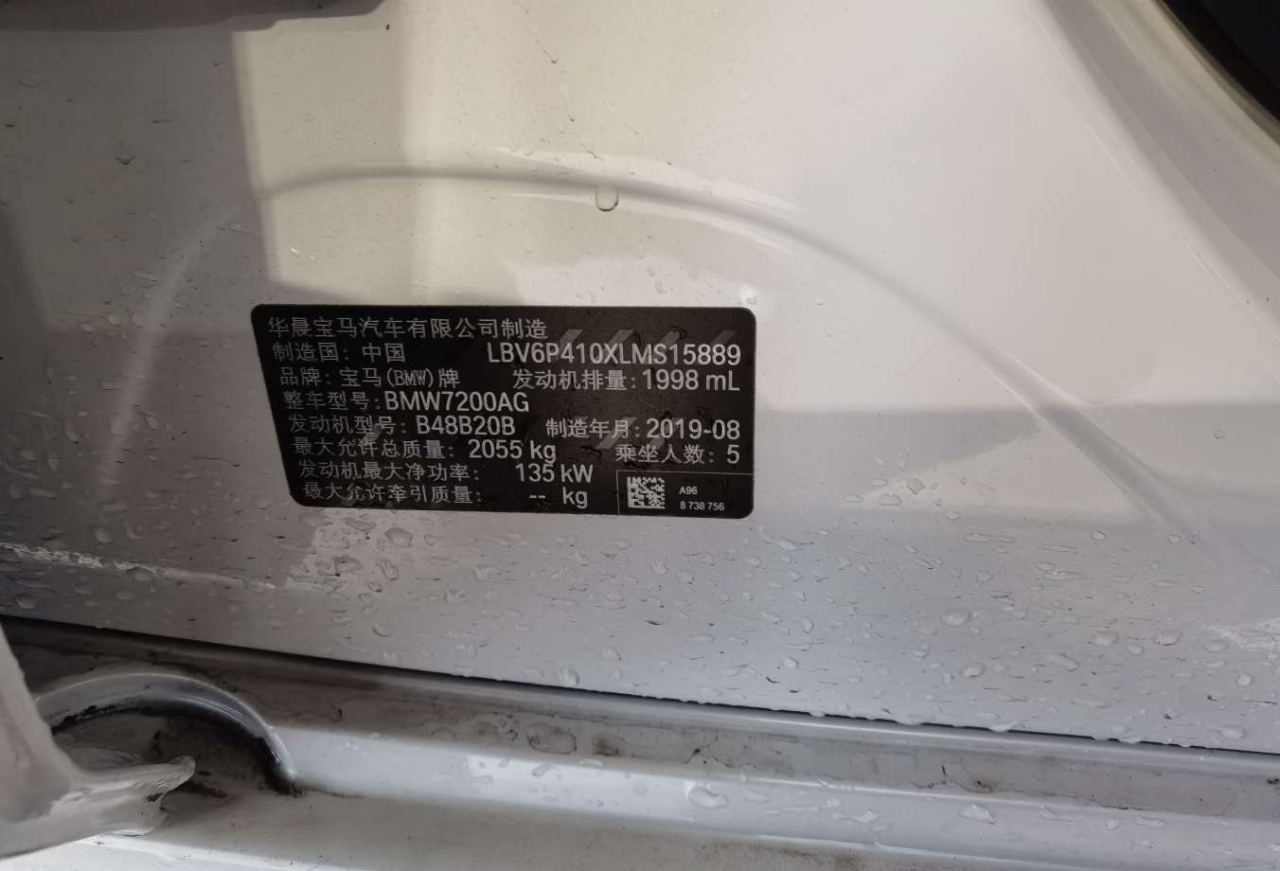 华晨宝马汽车有限公司制造
制造国: 中国 LBV6P410XLMS15889
品牌: 宝马(BMW)牌 发动机排量: 1998 mL
整车型号: BMW7200AG
发动机型号: B48B20B 制造年月: 2019-08
最大允许总质量: 2055 kg 乘坐人数: 5
发动机最大净功率: 135 kW
最大允许牵引质量: -- kg
A96
8 738 756